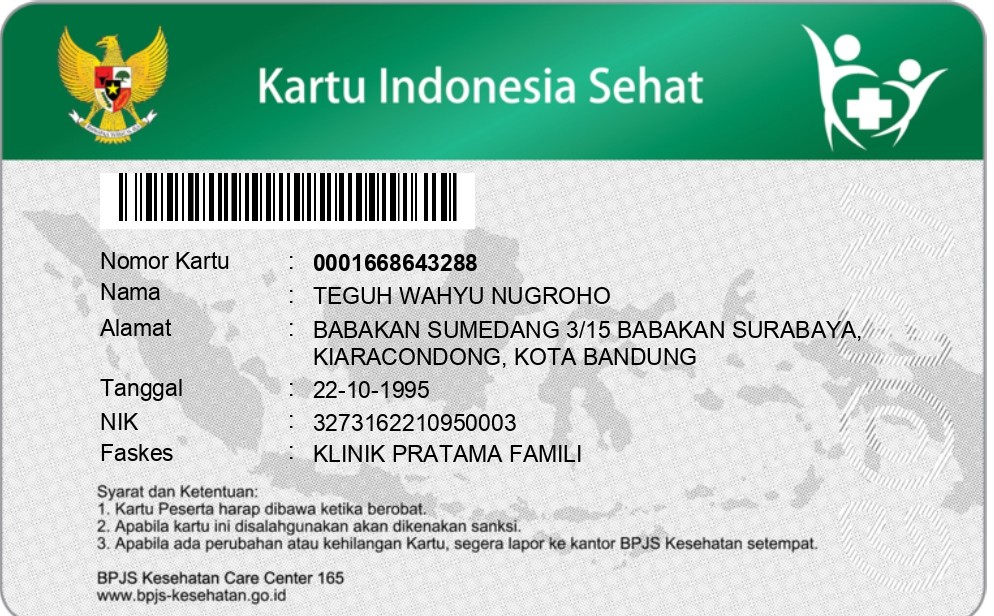 Kartu Indonesia Sehat
Nomor Kartu : 0001668643288
Nama : TEGUH WAHYU NUGROHO
Alamat : BABAKAN SUMEDANG 3/15 BABAKAN SURABAYA,
KIARACONDONG, KOTA BANDUNG
Tanggal : 22-10-1995
NIK : 3273162210950003
Faskes : KLINIK PRATAMA FAMILI
Syarat dan Ketentuan:
1. Kartu Peserta harap dibawa ketika berobat.
2. Apabila kartu ini disalahgunakan akan dikenakan sanksi.
3. Apabila ada perubahan atau kehilangan Kartu, segera lapor ke kantor BPJS Kesehatan setempat.
BPJS Kesehatan Care Center 165
www.bpjs-kesehatan.go.id